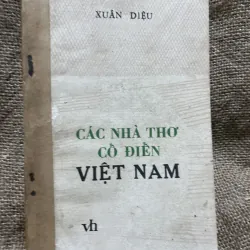 XUÂN DIỆU
CÁC NHÀ THƠ
CỔ ĐIỂN
VIỆT NAM
vh